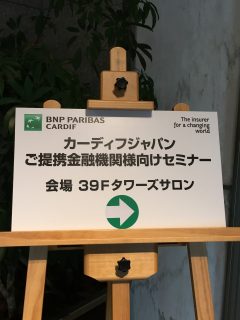 BNP PARIBAS
CARDIF
The insurer
for a changing
world
カーディフジャパン
ご提携金融機関様向けセミナー
会場 39Fタワーズサロン